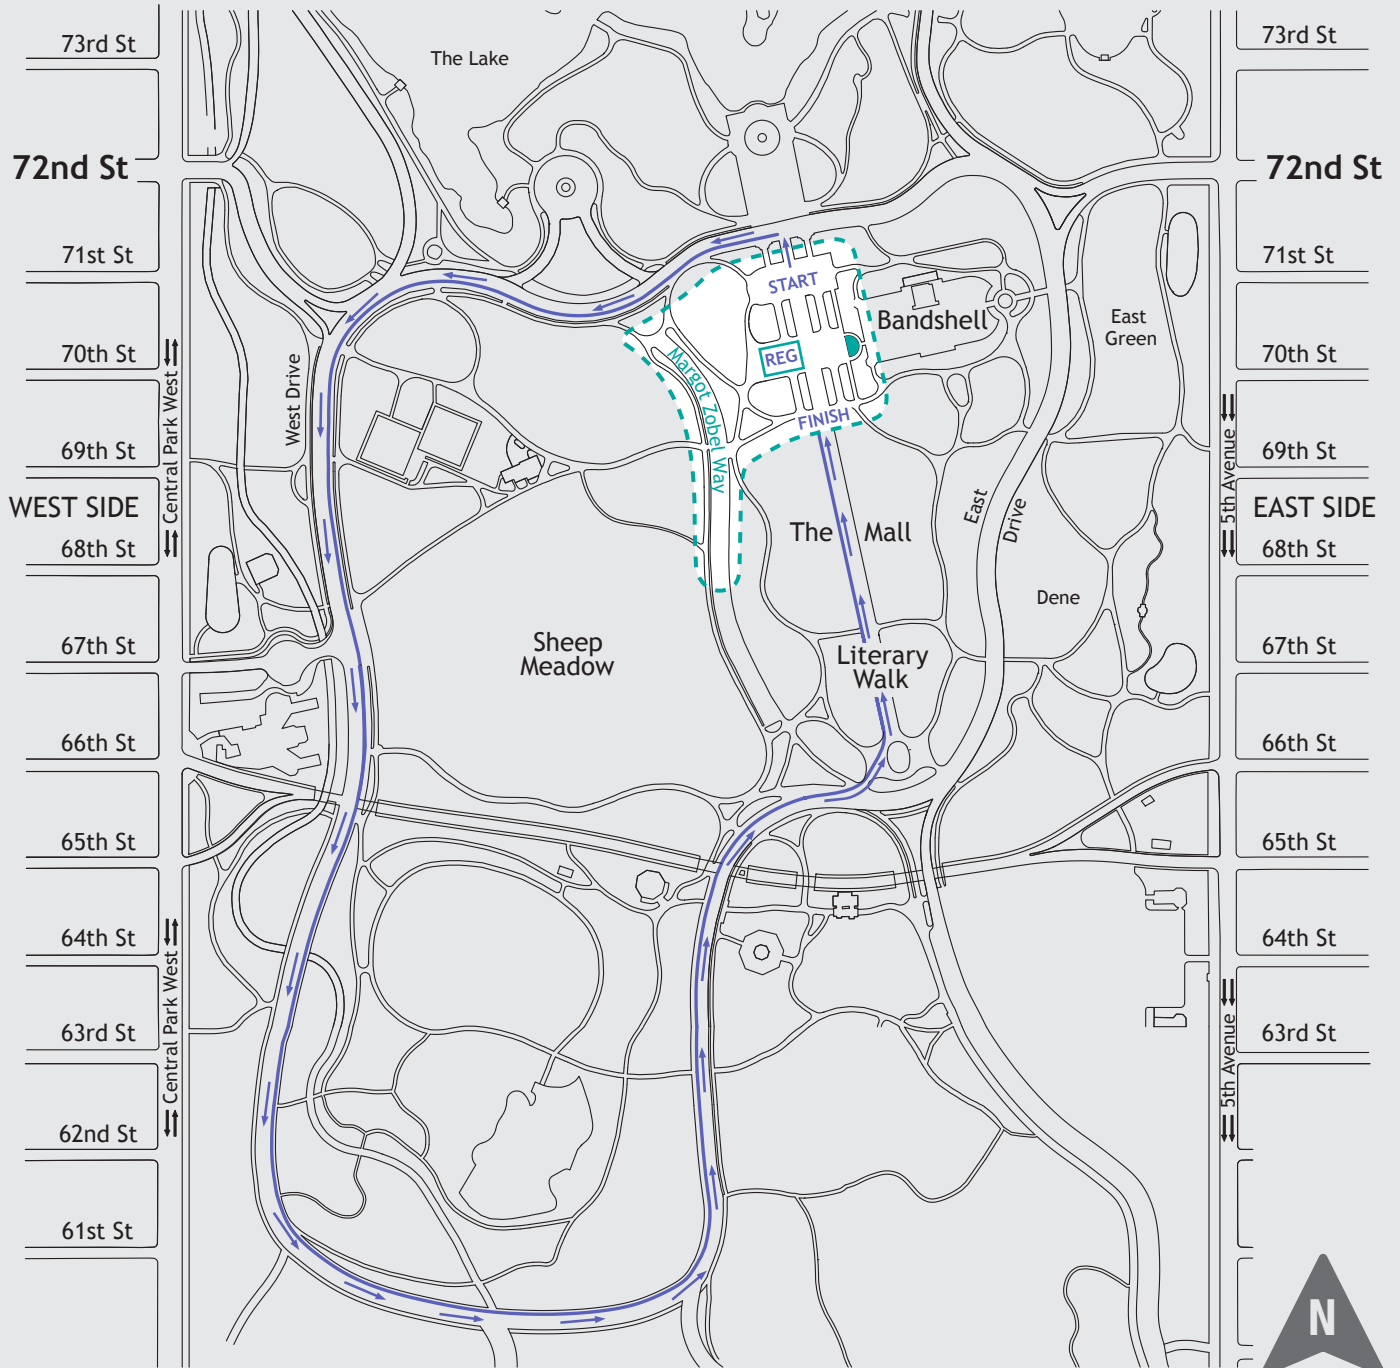 73rd St
The Lake
73rd St
72nd St
72nd St
71st St
71st St
START
Bandshell
East
Green
70th St
REG
70th St
Margot Zobel Way
West Drive
Central Park West
FINISH
69th St
5th Avenue
69th St
WEST SIDE
East
Drive
EAST SIDE
The
Mall
68th St
68th St
Dene
Sheep
Meadow
67th St
Literary
Walk
67th St
66th St
66th St
65th St
65th St
64th St
64th St
Central Park West
5th Avenue
63rd St
63rd St
62nd St
61st St
N